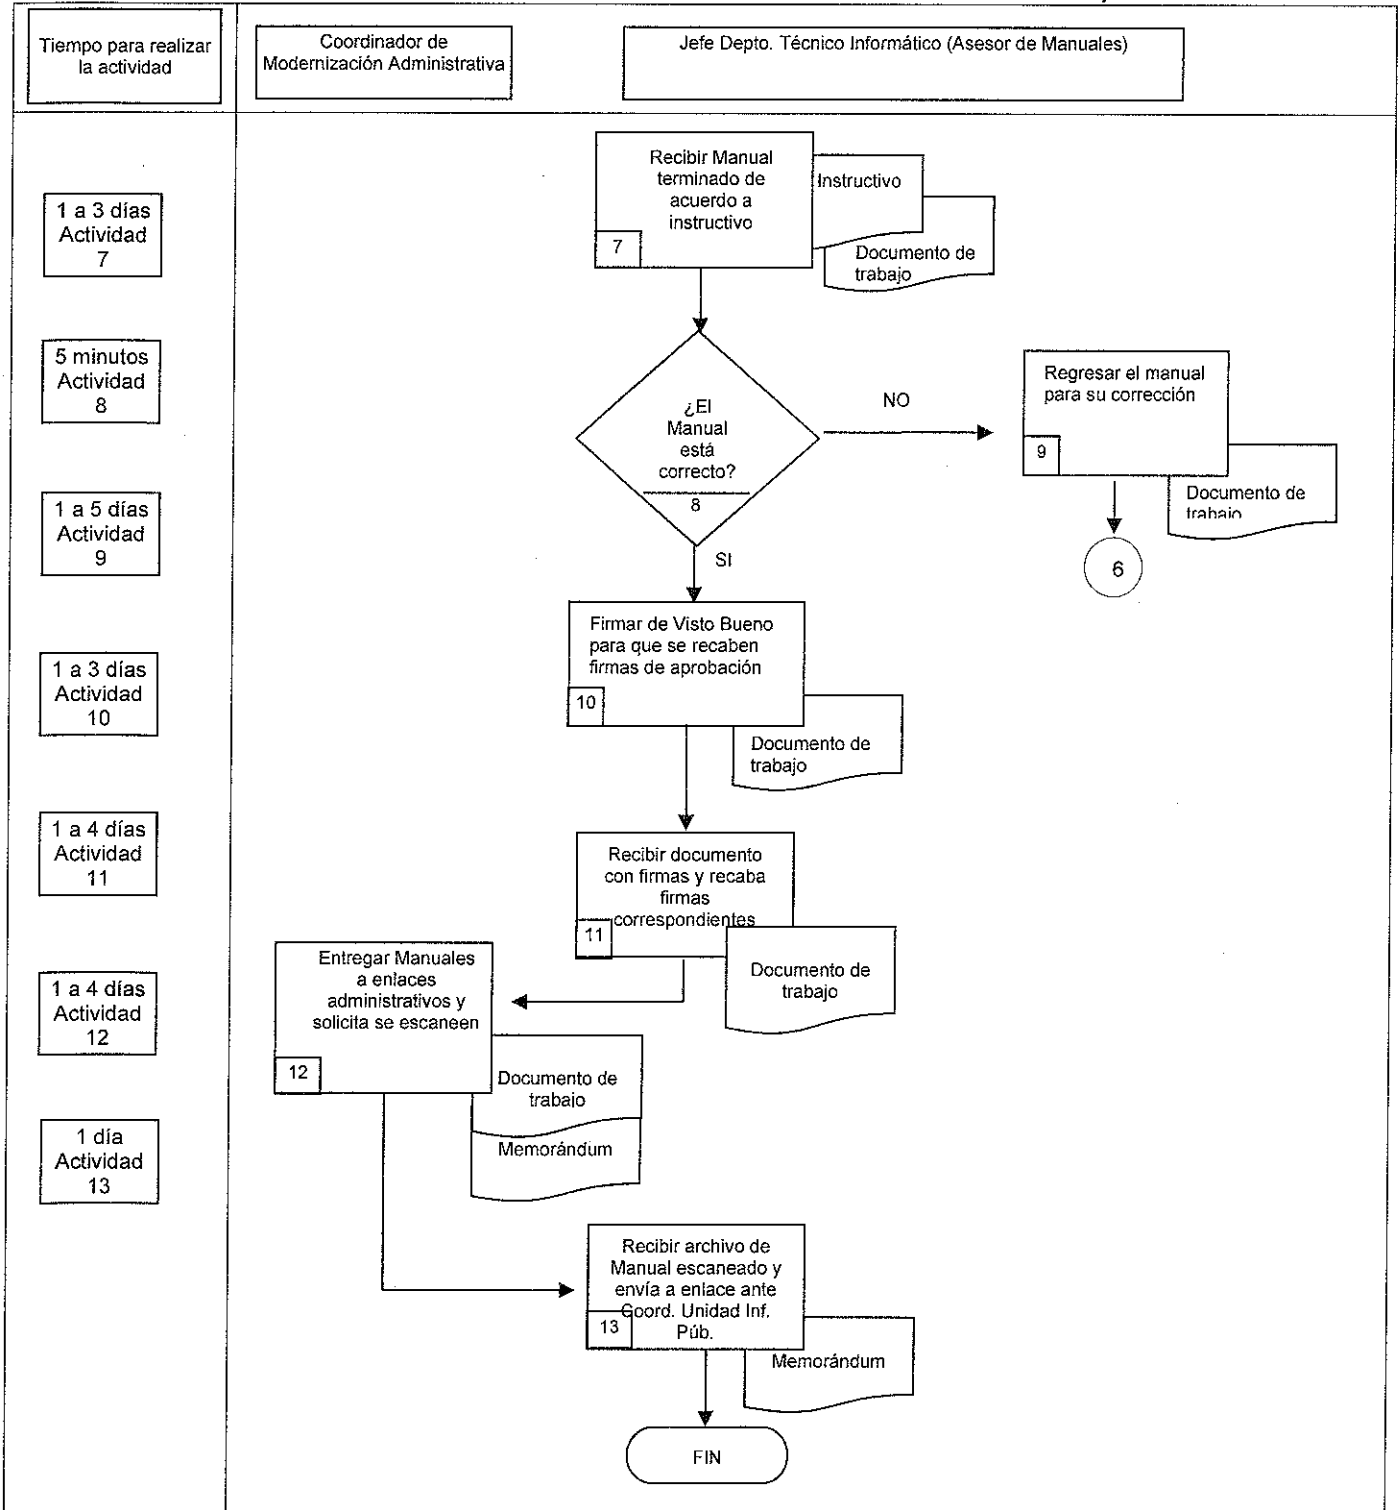 Tiempo para realizar
la actividad
Coordinador de
Modernización Administrativa
Jefe Depto. Técnico Informático (Asesor de Manuales)
1 a 3 días
Actividad
7
Recibir Manual
terminado de
acuerdo a
instructivo
7
Instructivo
Documento de
trabajo
5 minutos
Actividad
8
¿El
Manual
está
correcto?
8
NO
Regresar el manual
para su corrección
9
Documento de
trabajo
6
SI
1 a 5 días
Actividad
9
Firmar de Visto Bueno
para que se recaben
firmas de aprobación
10
Documento de
trabajo
1 a 3 días
Actividad
10
1 a 4 días
Actividad
11
Recibir documento
con firmas y recaba
firmas
correspondientes
11
Documento de
trabajo
Entregar Manuales
a enlaces
administrativos y
solicita se escaneen
12
Documento de
trabajo
Memorándum
1 a 4 días
Actividad
12
1 día
Actividad
13
Recibir archivo de
Manual escaneado y
envía a enlace ante
Coord. Unidad Inf.
Púb.
13
Memorándum
FIN